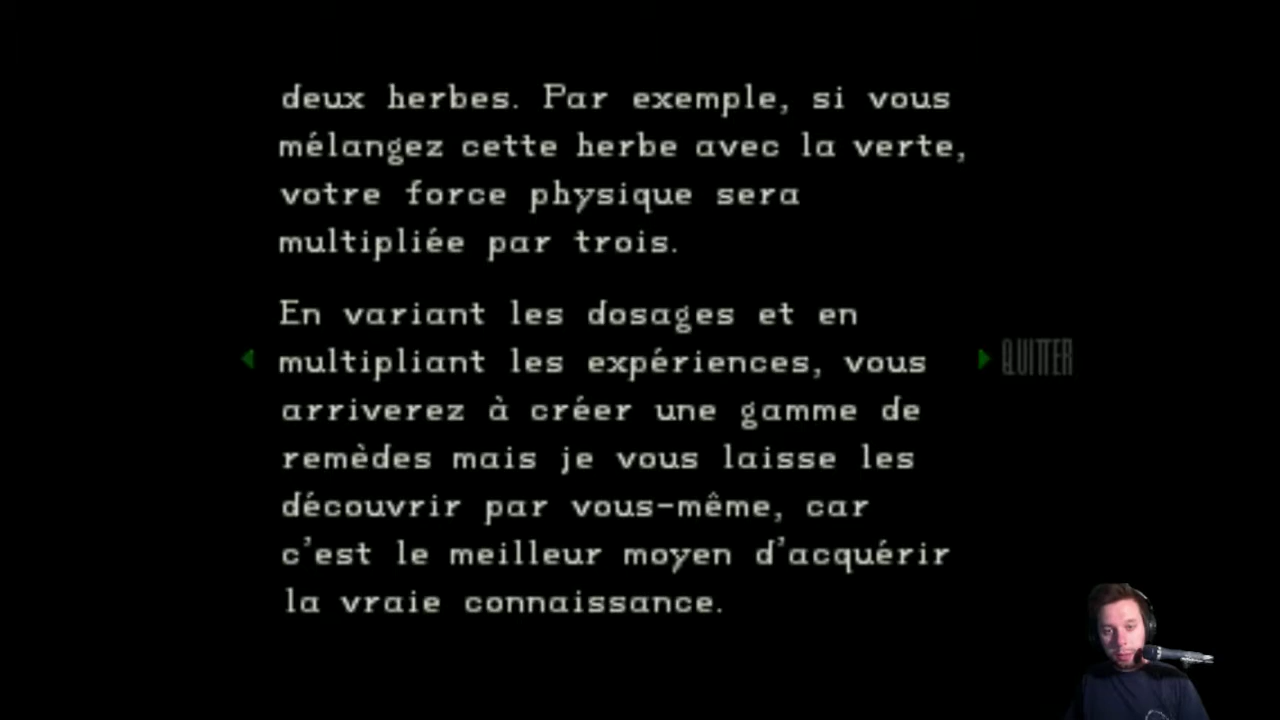 deux herbes. Par exemple, si vous
mélangez cette herbe avec la verte,
votre force physique sera
multipliée par trois.
En variant les dosages et en
multipliant les expériences, vous
arriverez à créer une gamme de
remèdes mais je vous laisse les
découvrir par vous-même, car
c'est le meilleur moyen d'acquérir
la vraie connaissance.
QUITTER